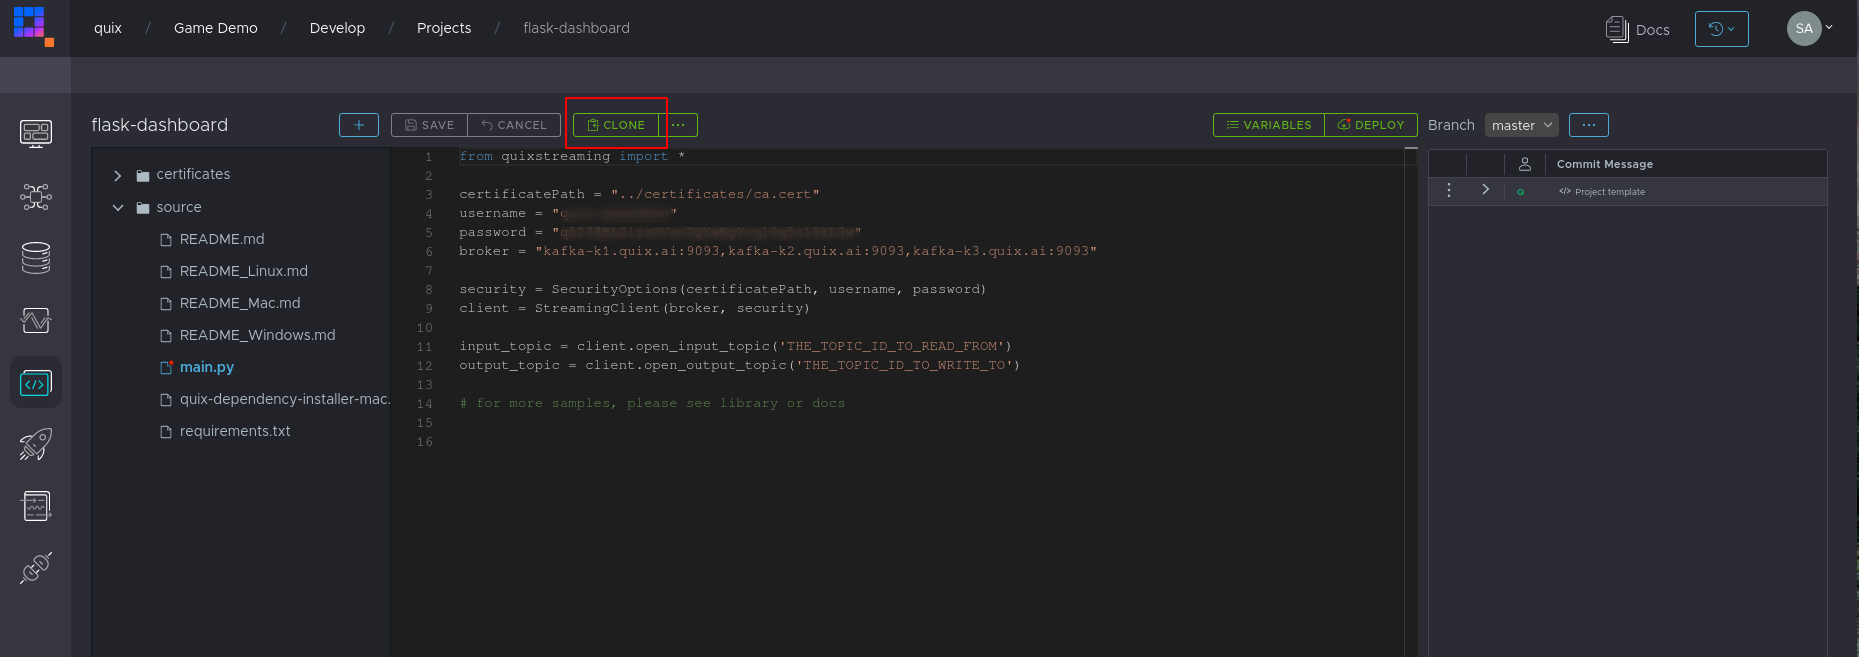 quix / Game Demo / Develop / Projects / flask-dashboard
Docs
SA
flask-dashboard
+
SAVE
CANCEL
CLONE
...
VARIABLES
DEPLOY
Branch
master
...
certificates
source
README.md
README_Linux.md
README_Mac.md
README_Windows.md
main.py
quix-dependency-installer-mac.
requirements.txt
1 from quixstreaming import *
2
3 certificatePath = "../certificates/ca.cert"
4 username = " "
5 password = " "
6 broker = "kafka-k1.quix.ai:9093,kafka-k2.quix.ai:9093,kafka-k3.quix.ai:9093"
7
8 security = SecurityOptions(certificatePath, username, password)
9 client = StreamingClient(broker, security)
10
11 input_topic = client.open_input_topic('THE_TOPIC_ID_TO_READ_FROM')
12 output_topic = client.open_output_topic('THE_TOPIC_ID_TO_WRITE_TO')
13
14 # for more samples, please see library or docs
15
16
Commit Message
</> Project template